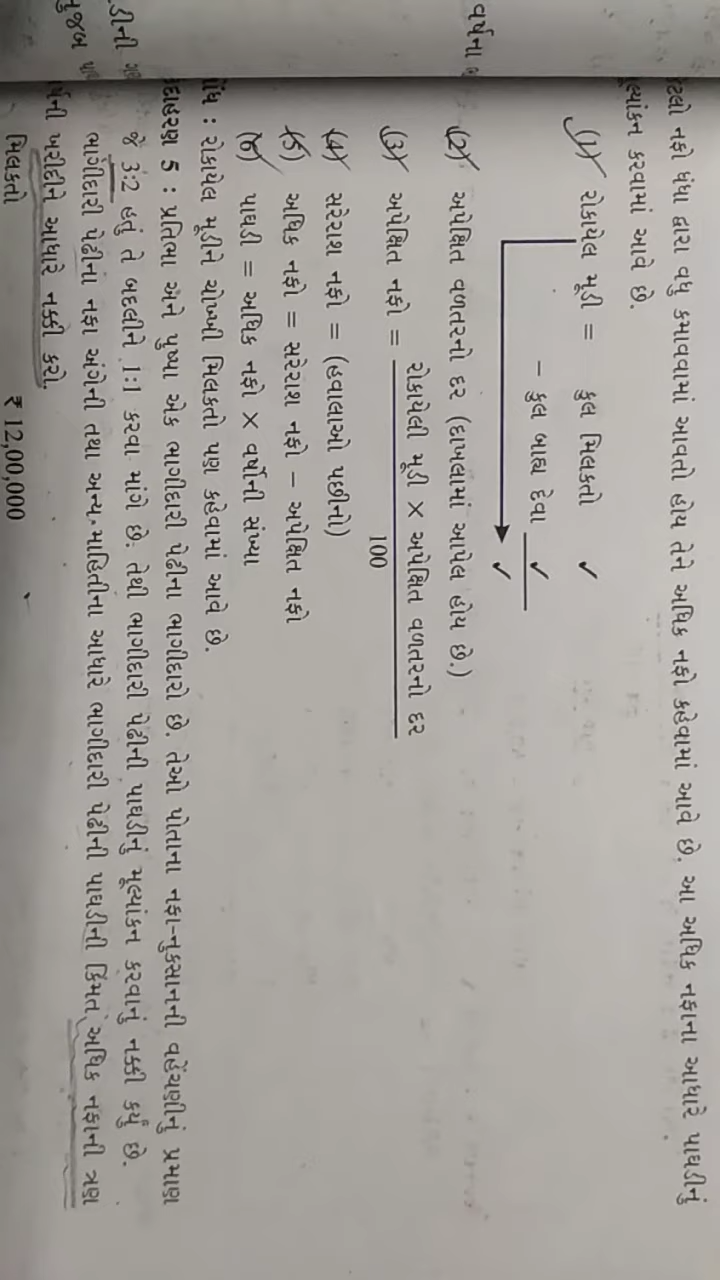 વર્ષના
ટલો નફો ધંધા દ્વારા વધુ કમાવવામાં આવતો હોય તેને અધિક નફો કહેવામાં આવે છે. આ અધિક નફાના આધારે પાઘડીનું
મૂલ્યાંકન કરવામાં આવે છે.
(1) રોકાયેલ મૂડી = કુલ મિલકતો ✓
– કુલ બાહ્ય દેવા ✓
✓
(2) અપેક્ષિત વળતરનો દર (દાખલામાં આપેલ હોય છે.)
રોકાયેલી મૂડી × અપેક્ષિત વળતરનો દર
(3) અપેક્ષિત નફો =
100
(4) સરેરાશ નફો = (હવાલાઓ પછીનો)
(5) અધિક નફો = સરેરાશ નફો – અપેક્ષિત નફો
(6) પાઘડી = અધિક નફો × વર્ષોની સંખ્યા
નોંધ : રોકાયેલ મૂડીને ચોખ્ખી મિલકતો પણ કહેવામાં આવે છે.
ઉદાહરણ 5 : પ્રતિભા અને પુષ્પા એક ભાગીદારી પેઢીના ભાગીદારો છે. તેઓ પોતાના નફા-નુકસાનની વહેંચણીનું પ્રમાણ
જે 3:2 હતું તે બદલીને 1:1 કરવા માંગે છે. તેથી ભાગીદારી પેઢીની પાઘડીનું મૂલ્યાંકન કરવાનું નક્કી કર્યું છે.
ભાગીદારી પેઢીના નફા અંગેની તથા અન્ય માહિતીના આધારે ભાગીદારી પેઢીની પાઘડીની કિંમત અધિક નફાની ત્રણ
વર્ષની ખરીદીને આધારે નક્કી કરો.
મિલકતો ₹ 12,00,000